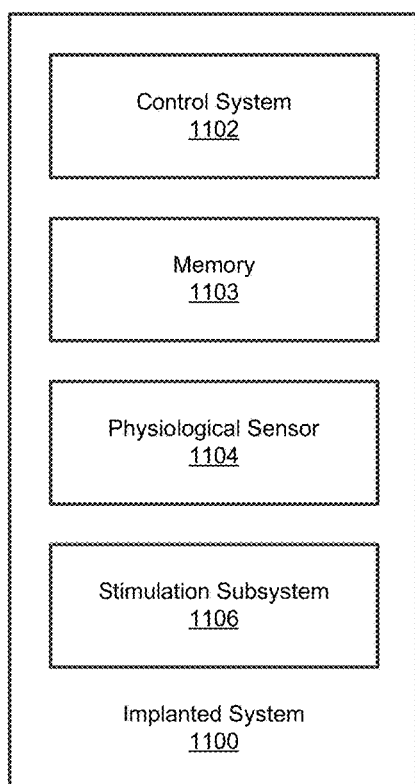 Control System
1102
Memory
1103
Physiological Sensor
1104
Stimulation Subsystem
1106
Implanted System
1100